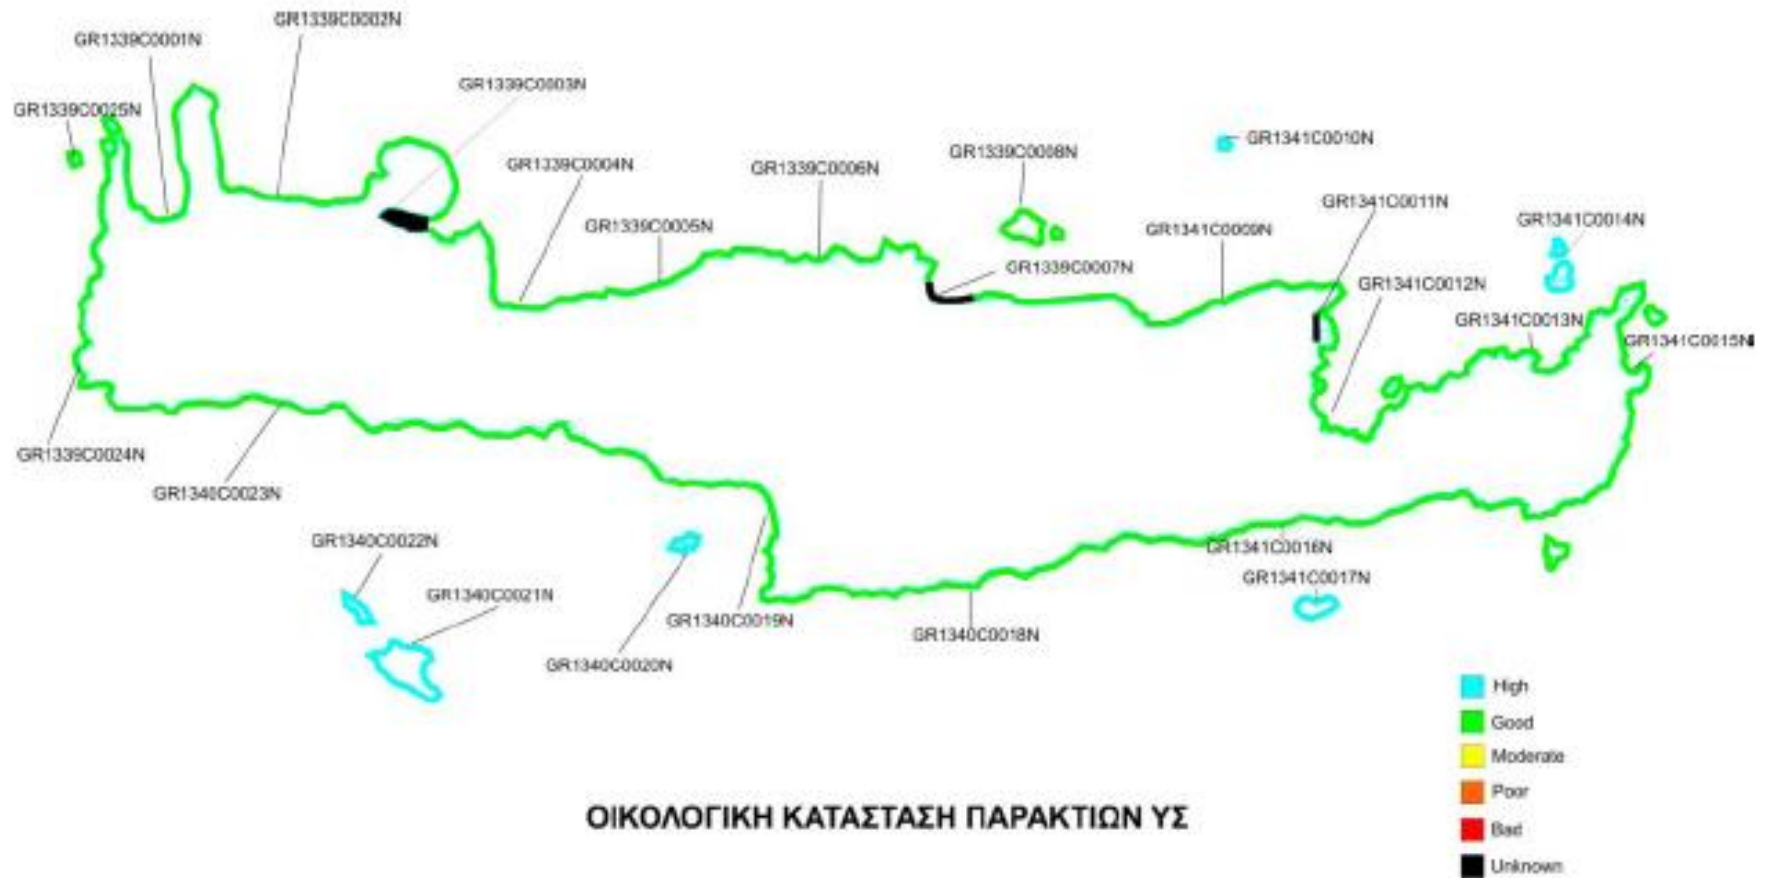 GR1339C0002N
GR1339C0001N
GR1339C0003N
GR1339C0025N
GR1341C0010N
GR1339C0008N
GR1339C0004N
GR1339C0006N
GR1341C0011N
GR1341C0014N
GR1339C0005N
GR1341C0009N
GR1339C0007N
GR1341C0012N
GR1341C0013N
GR1341C0015N
GR1339C0024N
GR1340C0023N
GR1340C0022N
GR1341C0016N
GR1341C0017N
GR1340C0021N
GR1340C0019N
GR1340C0018N
GR1340C0020N
High
Good
Moderate
Poor
Bad
Unknown
ΟΙΚΟΛΟΓΙΚΗ ΚΑΤΑΣΤΑΣΗ ΠΑΡΑΚΤΙΩΝ ΥΣ